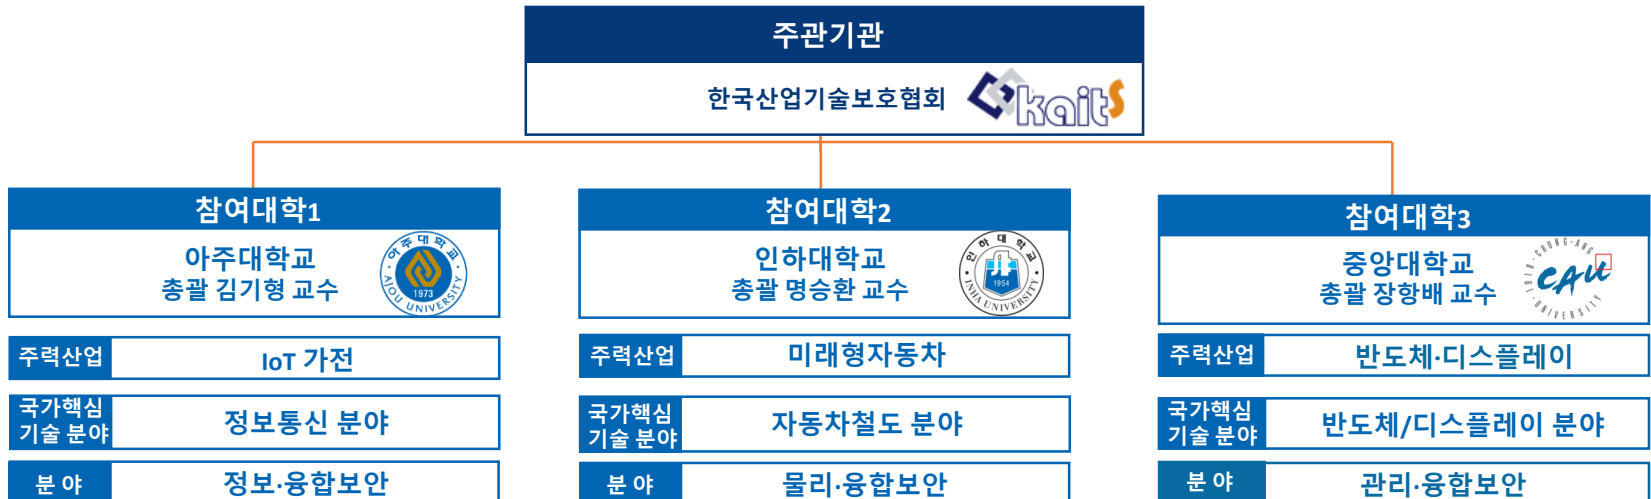 주관기관
한국산업기술보호협회
kaits
참여대학1
아주대학교
총괄 김기형 교수
아주대학교
1973
AJOU UNIVERSITY
주력산업
IoT 가전
국가핵심
기술 분야
정보통신 분야
분 야
정보·융합보안
참여대학2
인하대학교
총괄 명승환 교수
인하대학교
1954
INHA UNIVERSITY
주력산업
미래형자동차
국가핵심
기술 분야
자동차철도 분야
분 야
물리·융합보안
참여대학3
중앙대학교
총괄 장항배 교수
CHUNG-ANG
CAU
UNIVERSITY
주력산업
반도체·디스플레이
국가핵심
기술 분야
반도체/디스플레이 분야
분 야
관리·융합보안